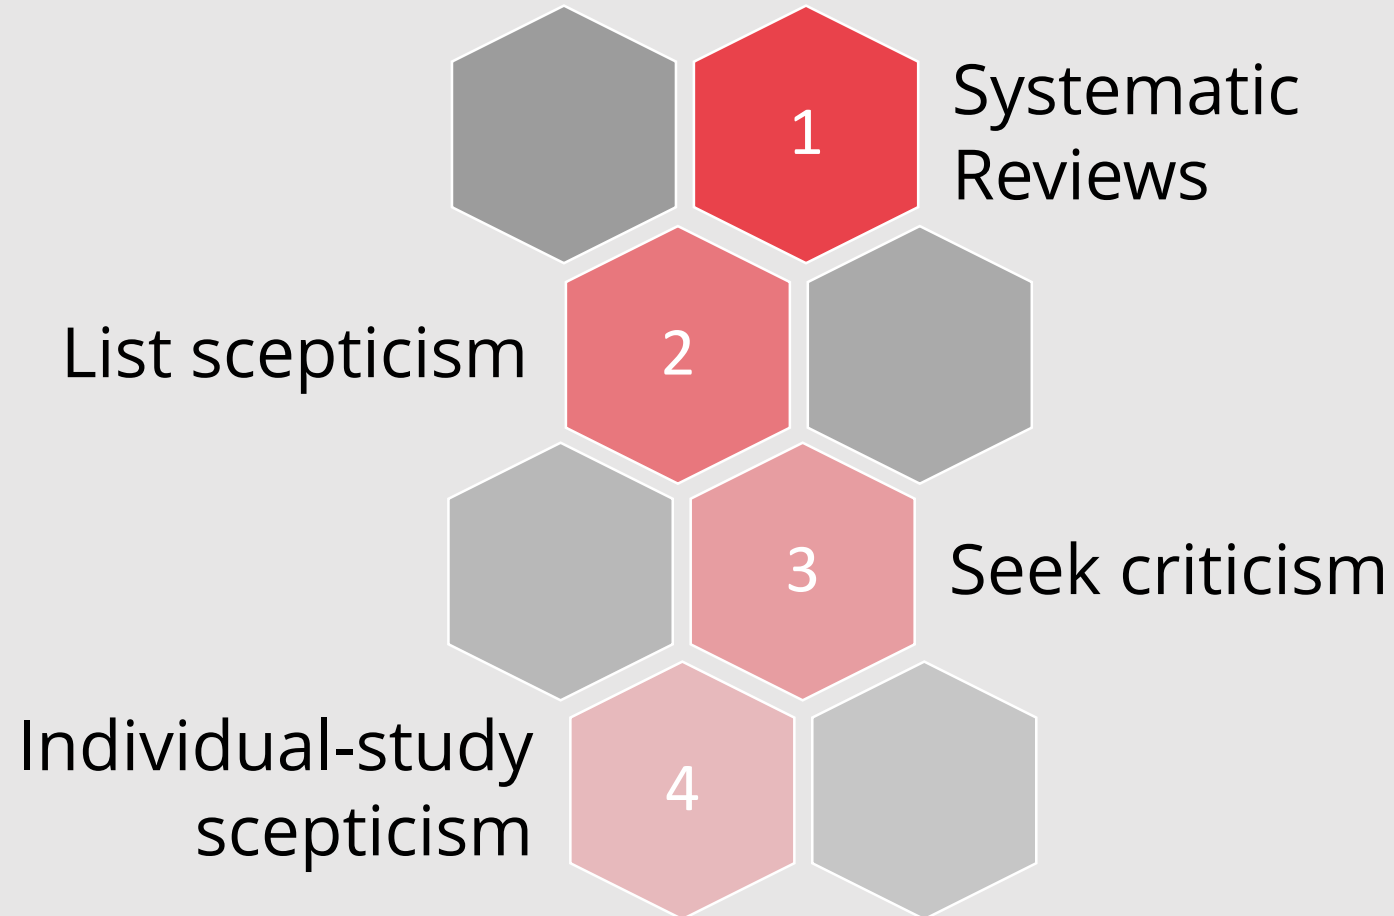 1
Systematic
Reviews
List scepticism
2
3
Seek criticism
Individual-study
scepticism
4